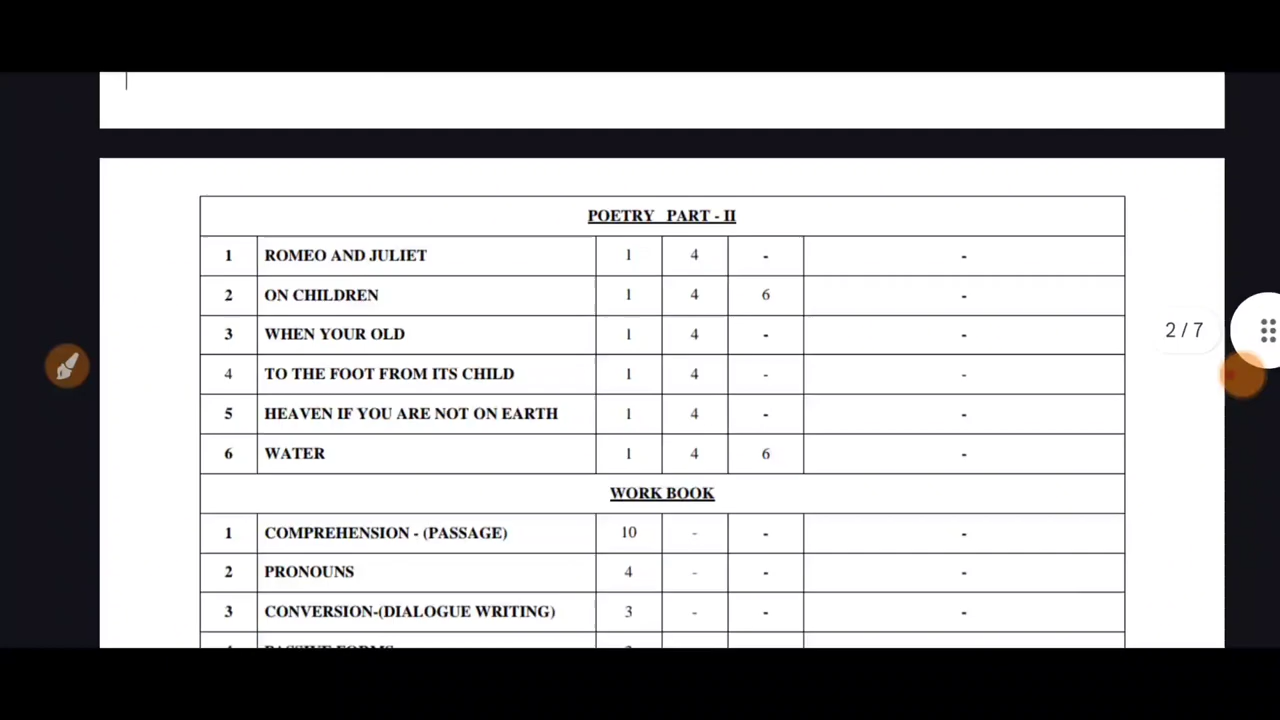 POETRY PART - II
1 ROMEO AND JULIET 1 4 - -
2 ON CHILDREN 1 4 6 -
3 WHEN YOUR OLD 1 4 - -
4 TO THE FOOT FROM ITS CHILD 1 4 - -
5 HEAVEN IF YOU ARE NOT ON EARTH 1 4 - -
6 WATER 1 4 6 -
WORK BOOK
1 COMPREHENSION - (PASSAGE) 10 - - -
2 PRONOUNS 4 - - -
3 CONVERSION-(DIALOGUE WRITING) 3 - - -
2 / 7